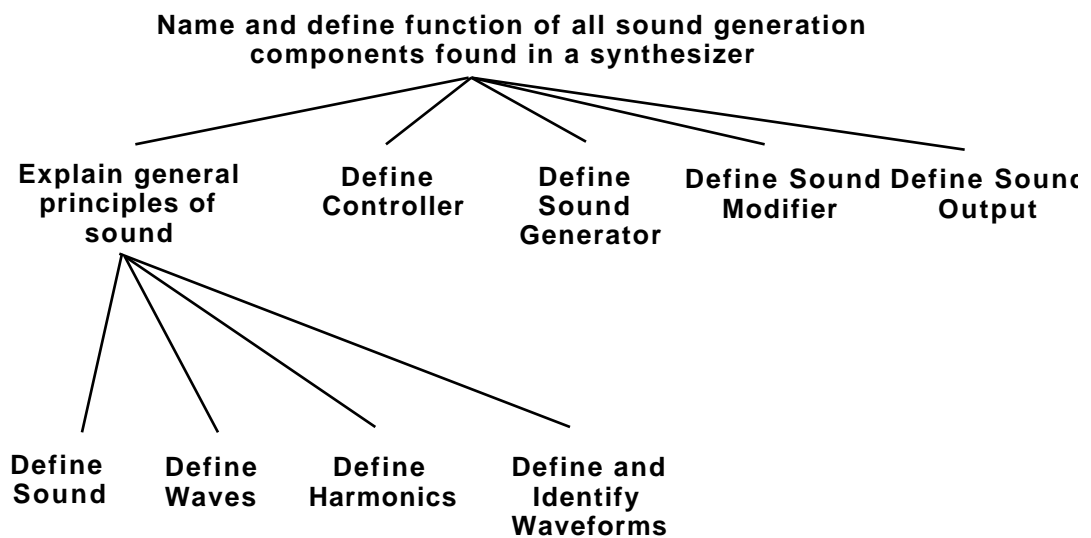 Name and define function of all sound generation
components found in a synthesizer
Explain general
principles of
sound
Define
Controller
Define
Sound
Generator
Define Sound
Modifier
Define Sound
Output
Define
Sound
Define
Waves
Define
Harmonics
Define and
Identify
Waveforms